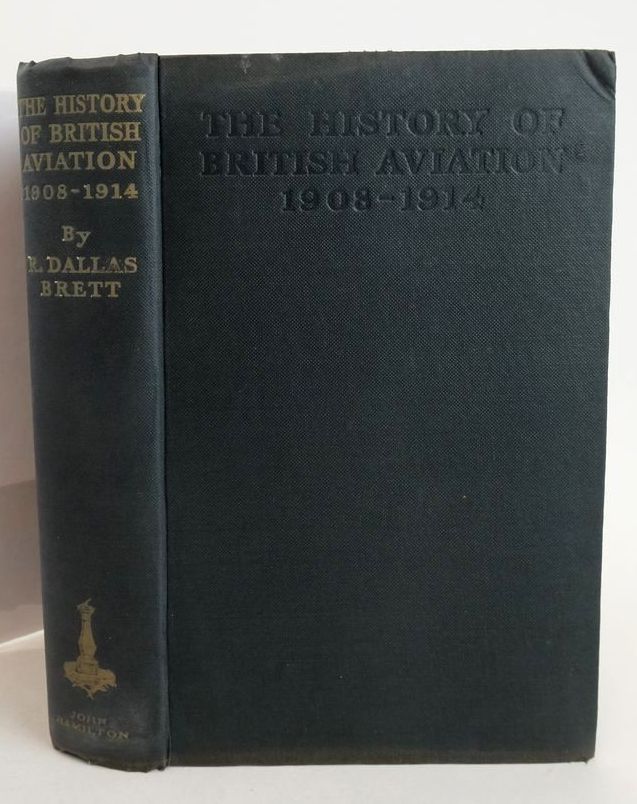 THE HISTORY
OF BRITISH
AVIATION
1908-1914
By
R. DALLAS
BRETT
JOHN
HAMILTON
THE HISTORY OF
BRITISH AVIATION
1908-1914